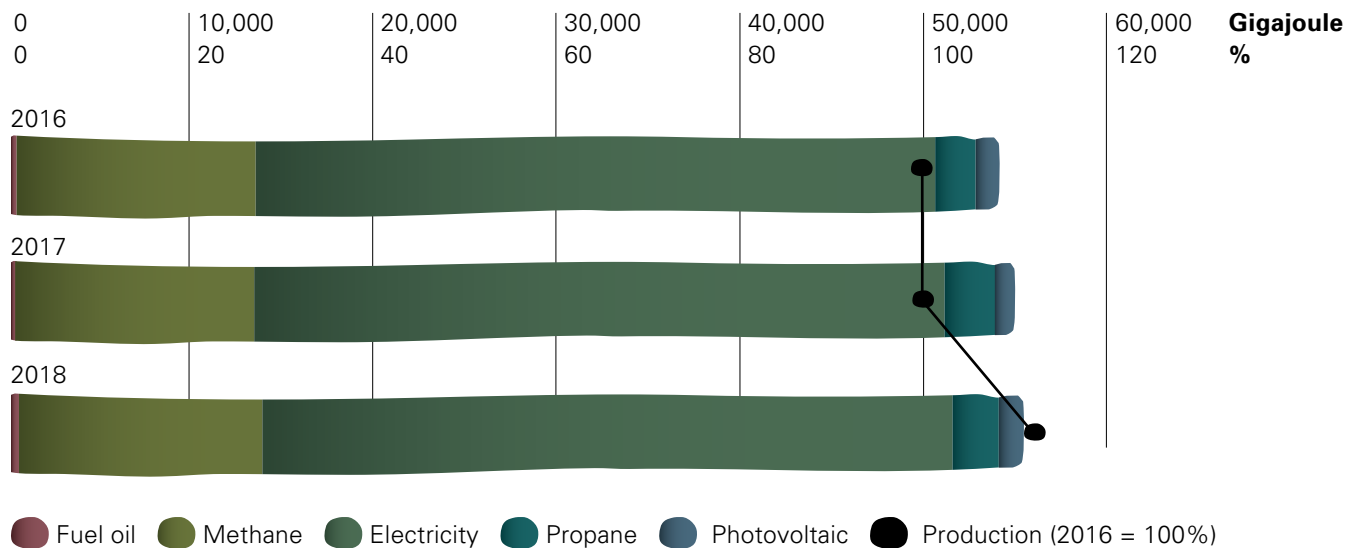 0 10,000 20,000 30,000 40,000 50,000 60,000 Gigajoule
0 20 40 60 80 100 120 %
2016
2017
2018
Fuel oil Methane Electricity Propane Photovoltaic Production (2016 = 100%)